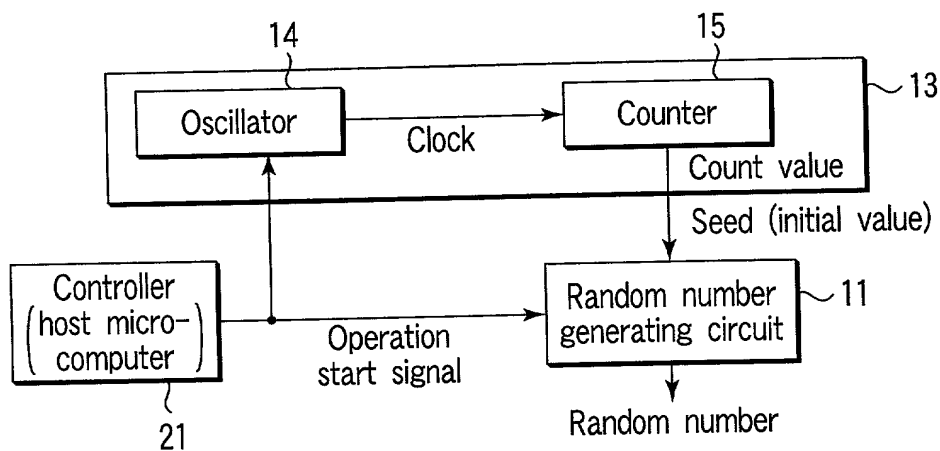 14
15
13
Oscillator
Clock
Counter
Count value
Seed (initial value)
Controller
(host micro-
computer)
21
Operation
start signal
Random number
generating circuit
11
Random number